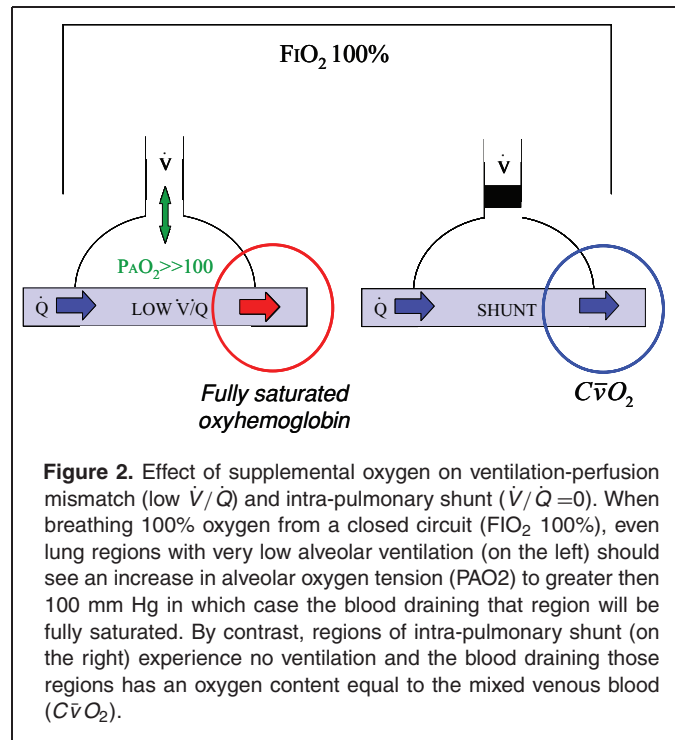 FIO₂ 100%
V̇
V̇
PAO₂>>100
Q̇
LOW V̇/Q̇
Q̇
SHUNT
Fully saturated
oxyhemoglobin
Cv̄O₂
Figure 2. Effect of supplemental oxygen on ventilation-perfusion
mismatch (low V̇/Q̇) and intra-pulmonary shunt (V̇/Q̇ =0). When
breathing 100% oxygen from a closed circuit (FIO₂ 100%), even
lung regions with very low alveolar ventilation (on the left) should
see an increase in alveolar oxygen tension (PAO2) to greater then
100 mm Hg in which case the blood draining that region will be
fully saturated. By contrast, regions of intra-pulmonary shunt (on
the right) experience no ventilation and the blood draining those
regions has an oxygen content equal to the mixed venous blood
(Cv̄O₂).